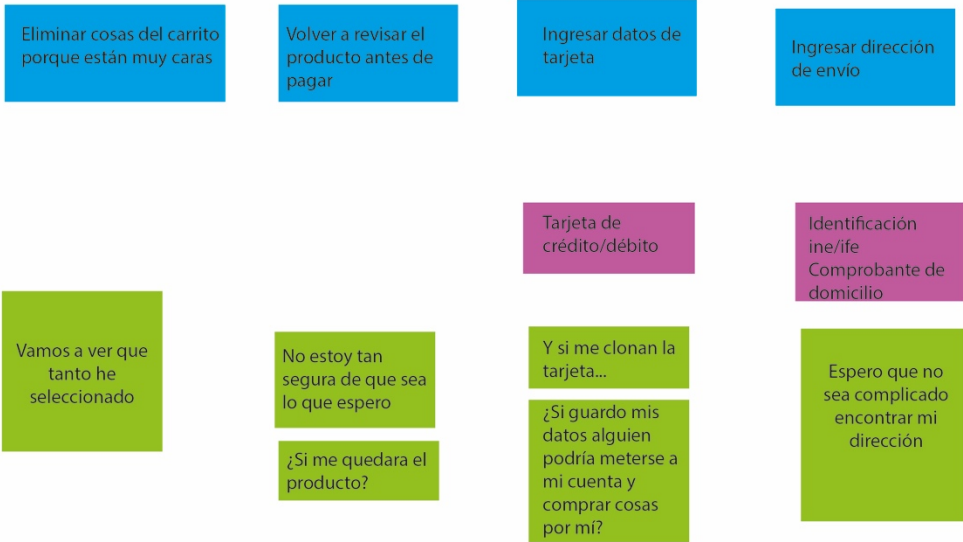 Eliminar cosas del carrito
porque están muy caras
Volver a revisar el
producto antes de
pagar
Ingresar datos de
tarjeta
Ingresar dirección
de envío
Tarjeta de
crédito/débito
Identificación
ine/ife
Comprobante de
domicilio
Vamos a ver que
tanto he
seleccionado
No estoy tan
segura de que sea
lo que espero
¿Si me quedara el
producto?
Y si me clonan la
tarjeta...
¿Si guardo mis
datos alguien
podría meterse a
mi cuenta y
comprar cosas
por mí?
Espero que no
sea complicado
encontrar mi
dirección